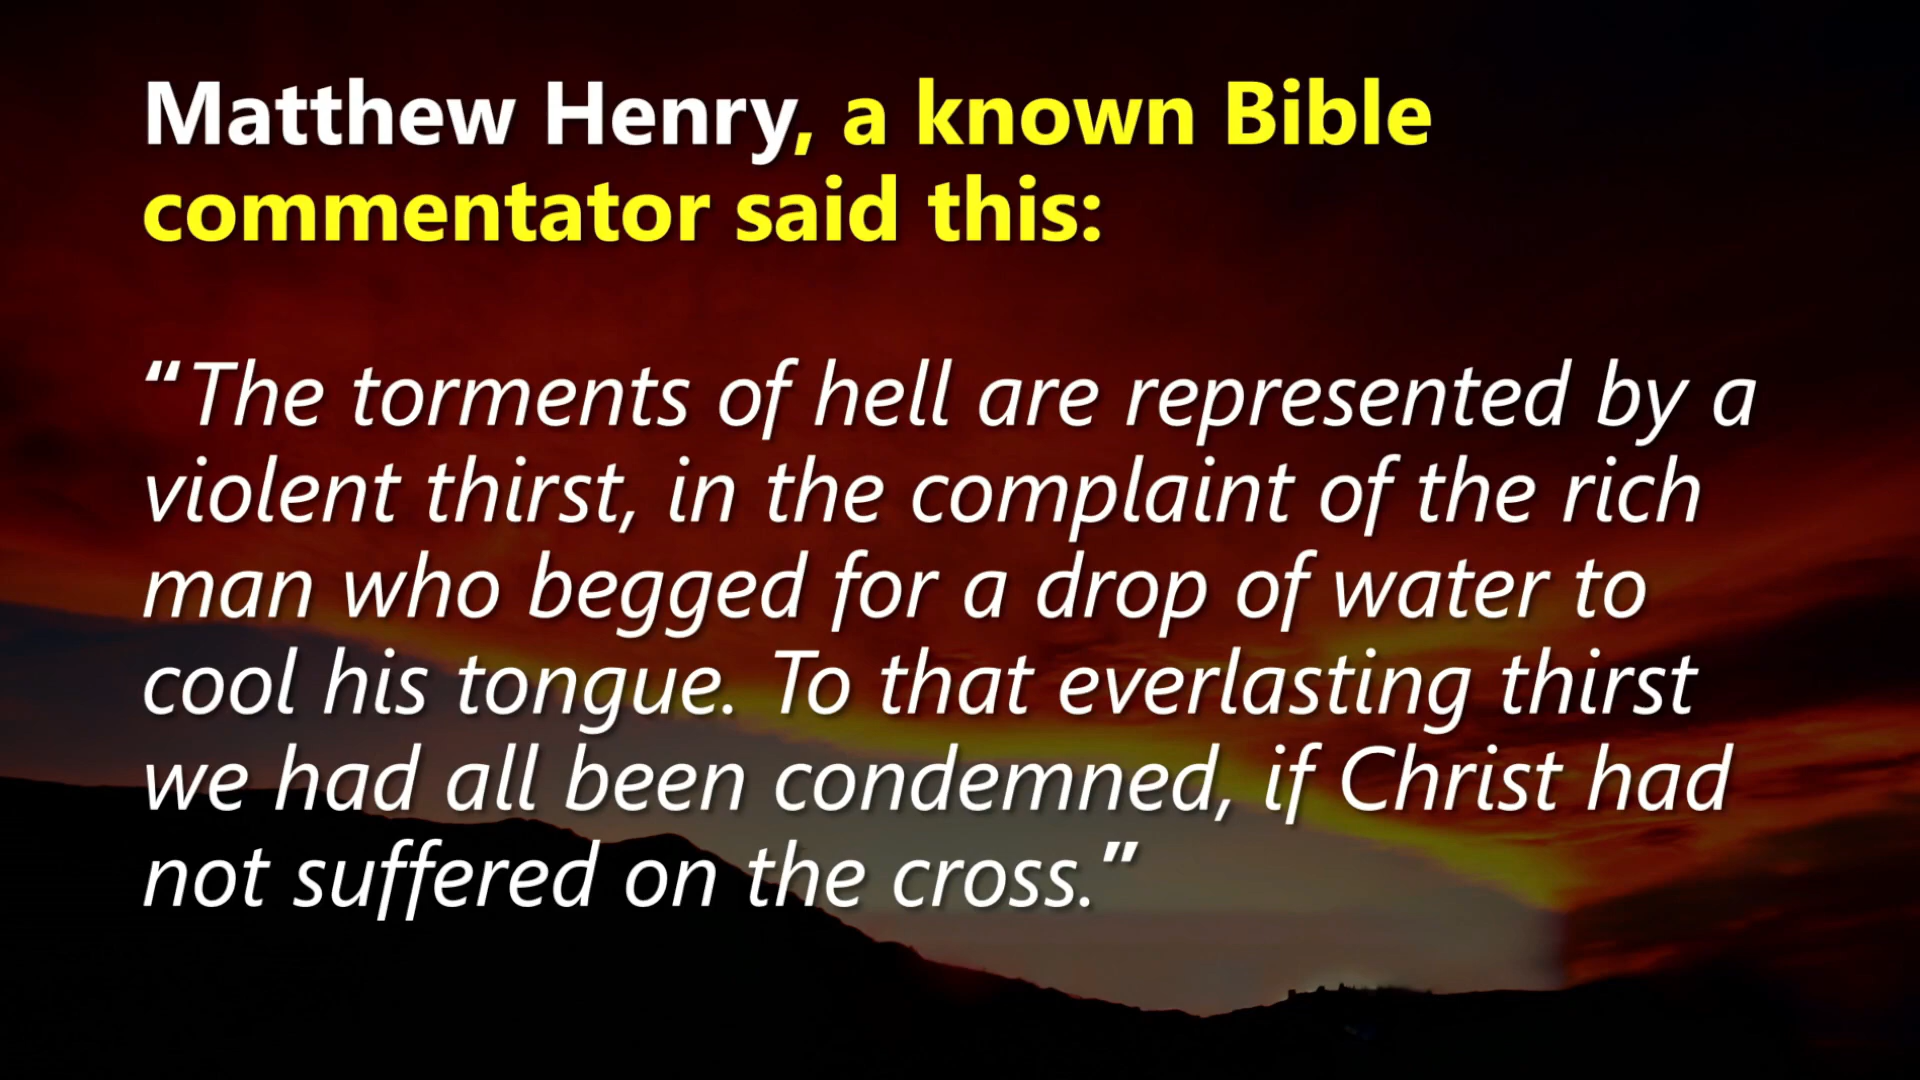 Matthew Henry, a known Bible
commentator said this:
“The torments of hell are represented by a
violent thirst, in the complaint of the rich
man who begged for a drop of water to
cool his tongue. To that everlasting thirst
we had all been condemned, if Christ had
not suffered on the cross.”